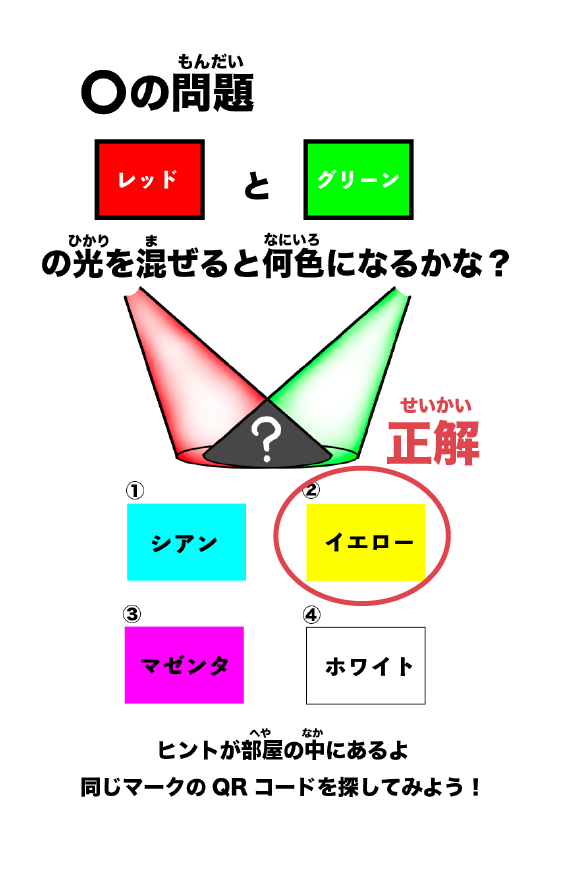 もんだい
〇の問題
レッド と グリーン
ひかり ま なにいろ
の光を混ぜると何色になるかな？
?
せいかい
正解
① ②
シアン イエロー
③ ④
マゼンタ ホワイト
へや なか
ヒントが部屋の中にあるよ
同じマークのQRコードを探してみよう！